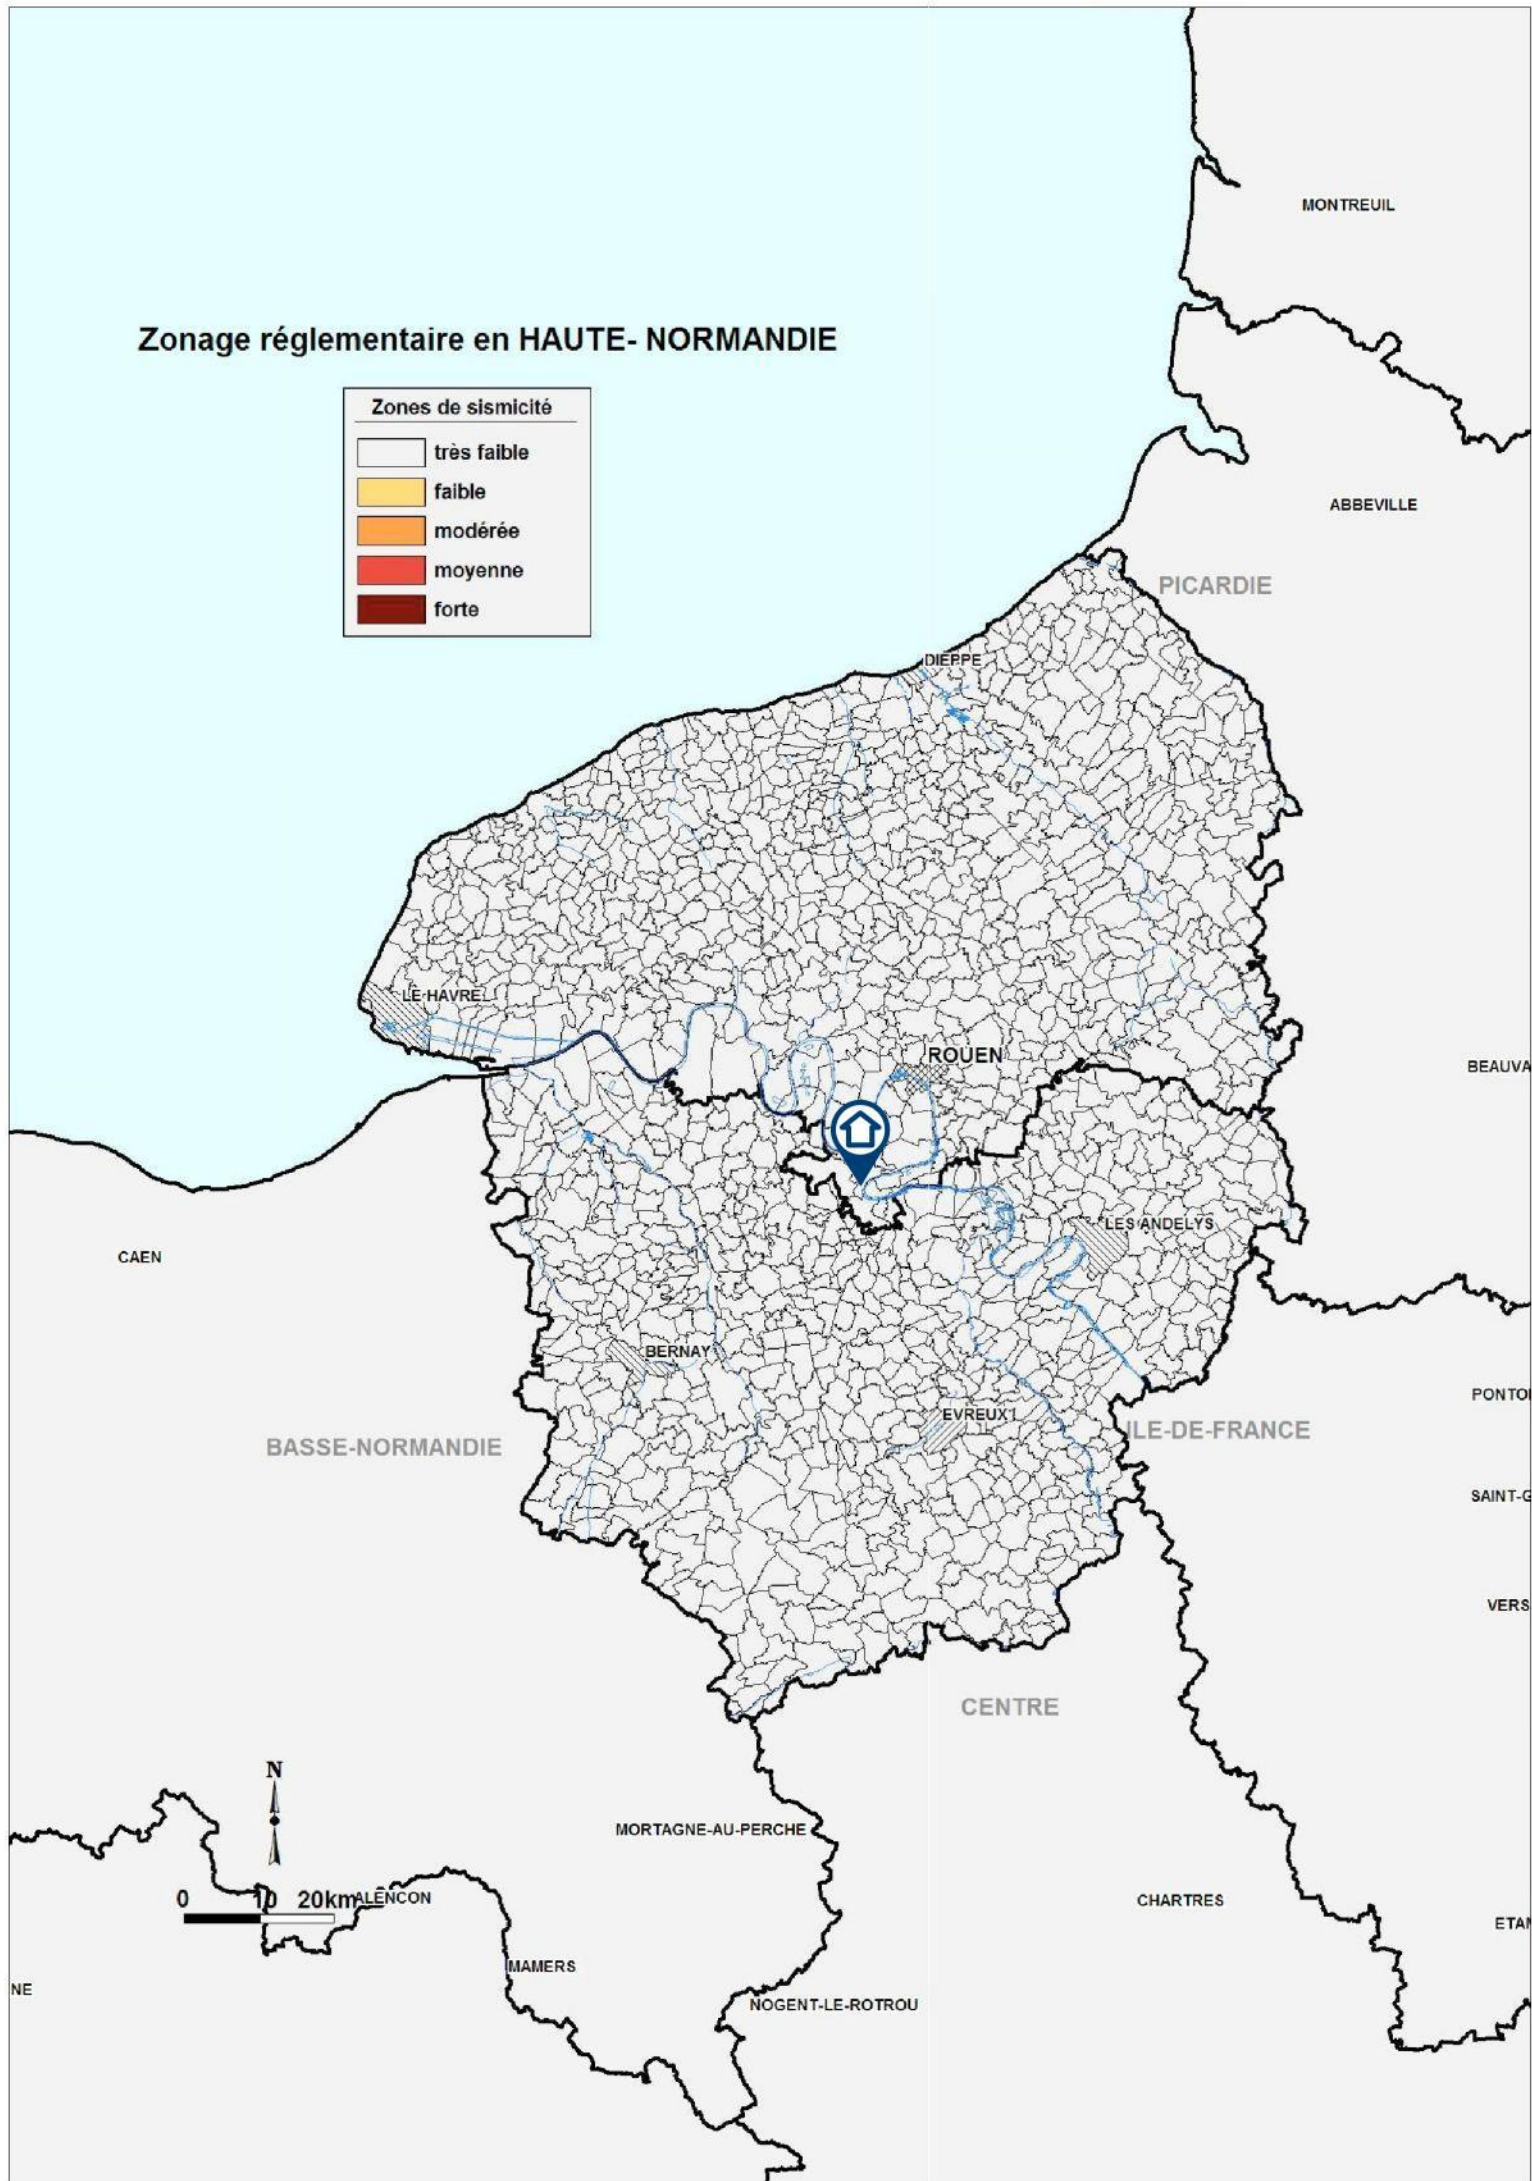 MONTREUIL
Zonage réglementaire en HAUTE- NORMANDIE
Zones de sismicité
très faible
faible
modérée
moyenne
forte
ABBEVILLE
PICARDIE
DIEPPE
LE HAVRE
ROUEN
BEAUVA
LES ANDELYS
CAEN
BERNAY
PONTOI
EVREUX
ILE-DE-FRANCE
BASSE-NORMANDIE
SAINT-G
VERS
CENTRE
N
MORTAGNE-AU-PERCHE
0 10 20km
ALENCON
CHARTRES
ETAN
MAMERS
NE
NOGENT-LE-ROTROU